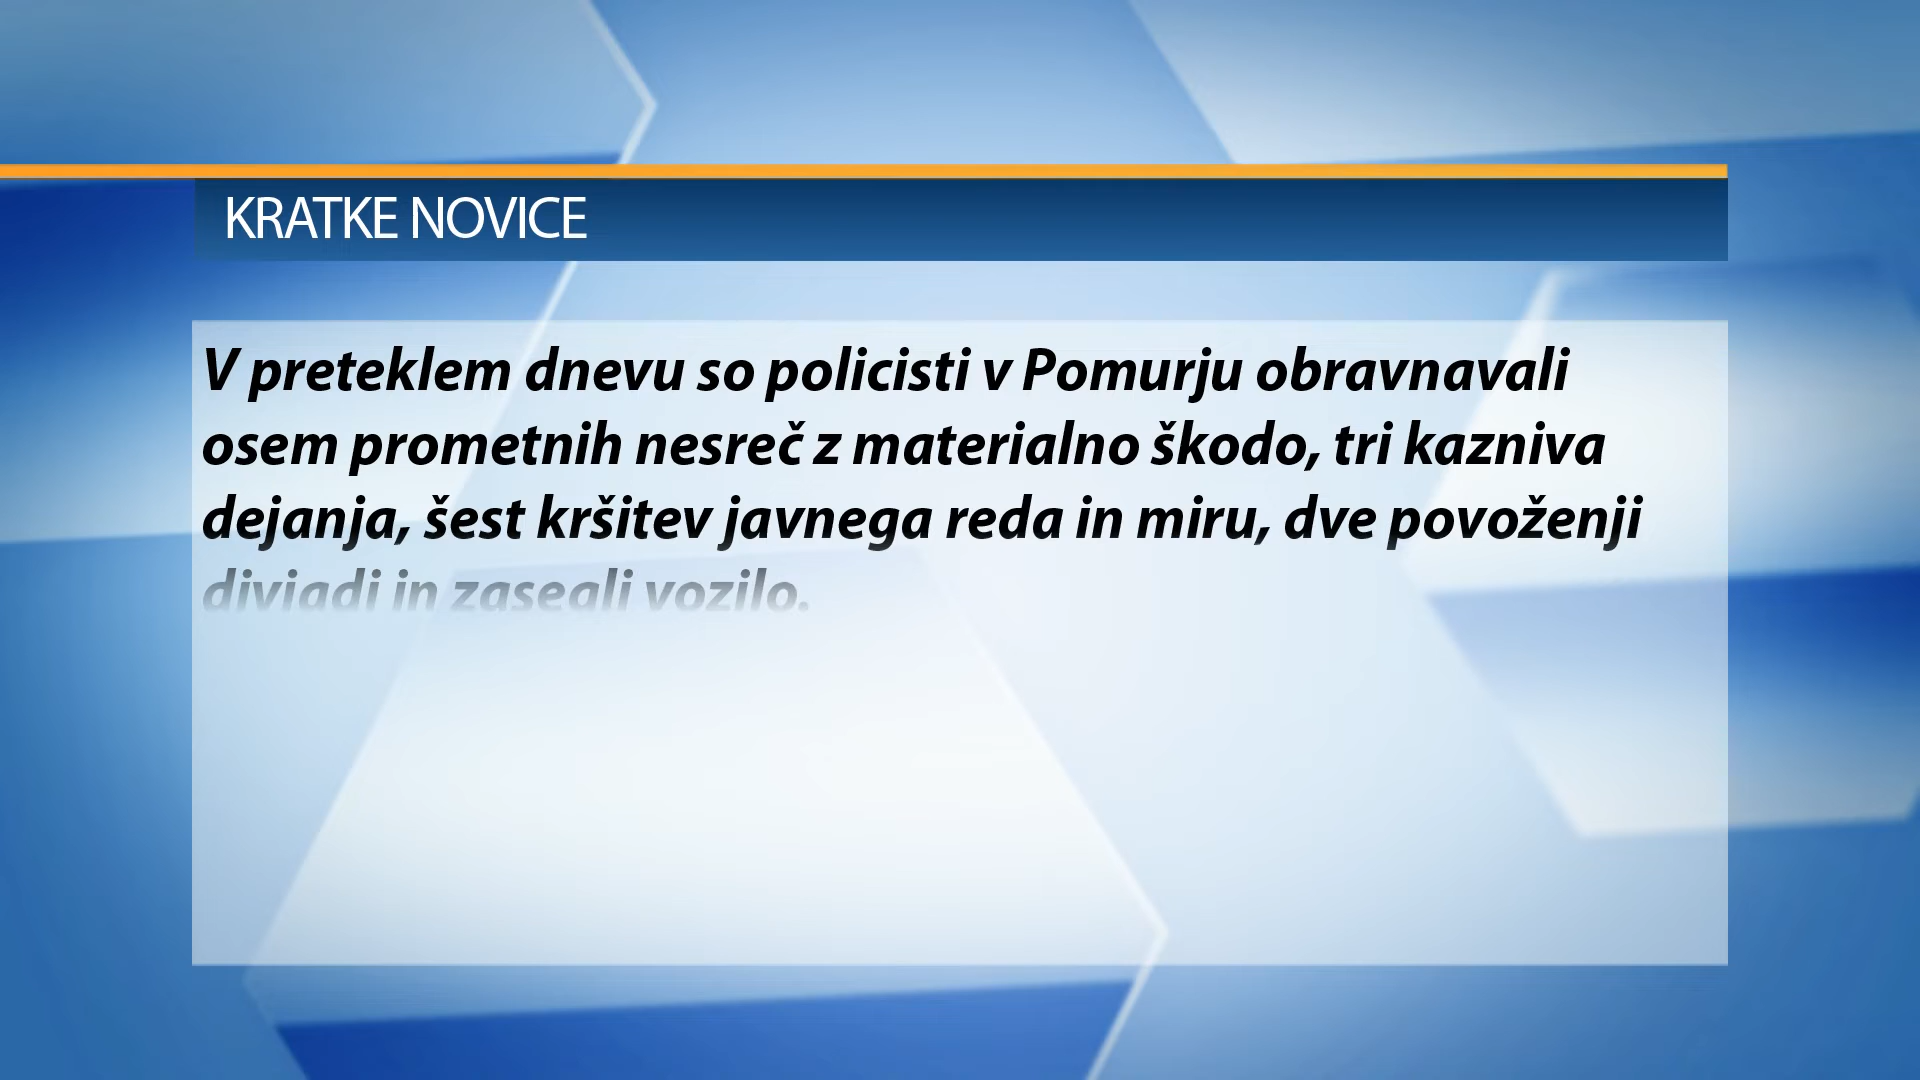 KRATKE NOVICE
V preteklem dnevu so policisti v Pomurju obravnavali
osem prometnih nesreč z materialno škodo, tri kazniva
dejanja, šest kršitev javnega reda in miru, dve povoženji
divjadi in zasegli vozilo.